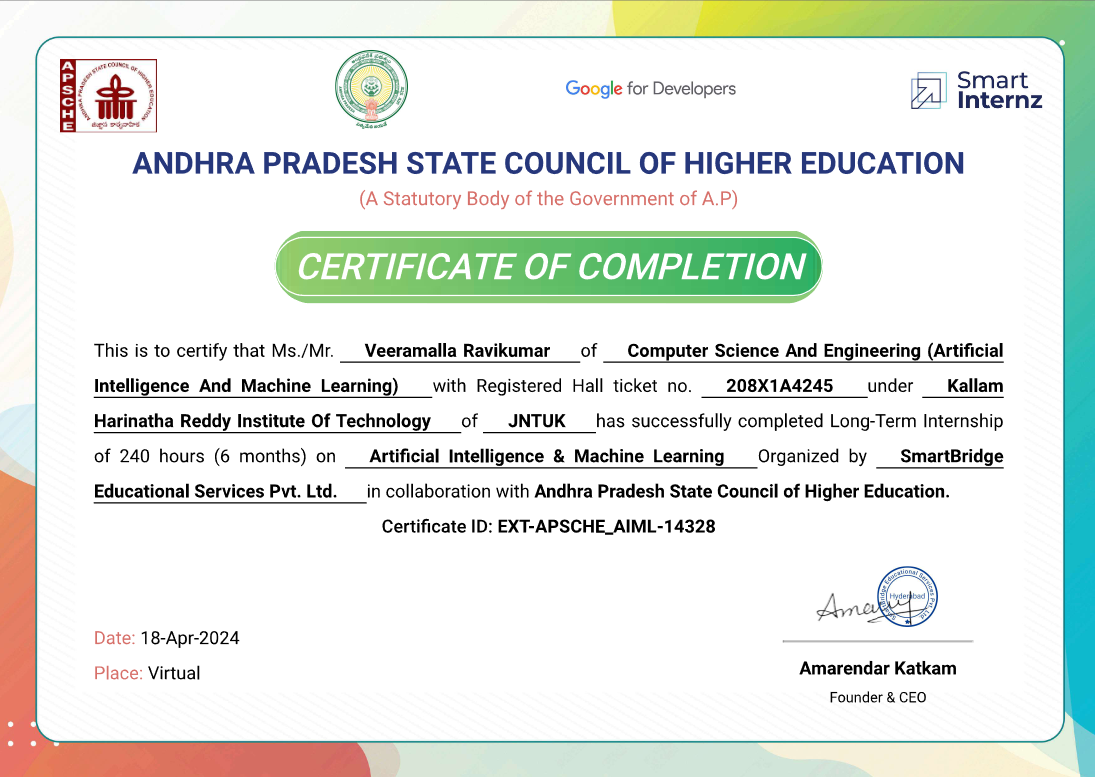 APSCHE
ANDHRA PRADESH STATE COUNCIL OF HIGHER EDUCATION
Google for Developers
Smart
Internz
ANDHRA PRADESH STATE COUNCIL OF HIGHER EDUCATION
(A Statutory Body of the Government of A.P)
CERTIFICATE OF COMPLETION
This is to certify that Ms./Mr. Veeramalla Ravikumar of Computer Science And Engineering (Artificial
Intelligence And Machine Learning) with Registered Hall ticket no. 208X1A4245 under Kallam
Harinatha Reddy Institute Of Technology of JNTUK has successfully completed Long-Term Internship
of 240 hours (6 months) on Artificial Intelligence & Machine Learning Organized by SmartBridge
Educational Services Pvt. Ltd. in collaboration with Andhra Pradesh State Council of Higher Education.
Certificate ID: EXT-APSCHE_AIML-14328
SmartBridge Educational Services Pvt. Ltd.
Hyderabad
Date: 18-Apr-2024
Place: Virtual
Amarendar Katkam
Founder & CEO